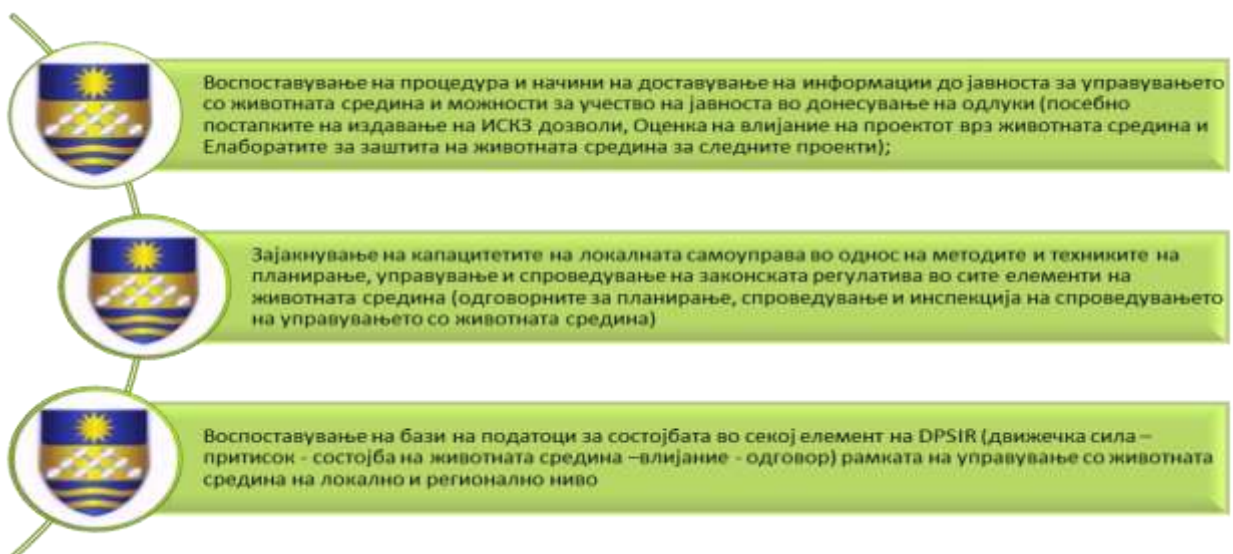 Воспоставување на процедура и начини на доставување на информации до јавноста за управувањето
со животната средина и можности за учество на јавноста во донесување на одлуки (посебно
постапките на издавање на ИСКЗ дозволи, Оценка на влијание на проектот врз животната средина и
Елаборатите за заштита на животната средина за следните проекти);
Зајакнување на капацитетите на локалната самоуправа во однос на методите и техниките на
планирање, управување и спроведување на законската регулатива во сите елементи на
животната средина (одговорните за планирање, спроведување и инспекција на спроведувањето
на управувањето со животната средина)
Воспоставување на бази на податоци за состојбата во секој елемент на DPSIR (движечка сила –
притисок - состојба на животната средина –влијание - одговор) рамката на управување со животната
средина на локално и регионално ниво